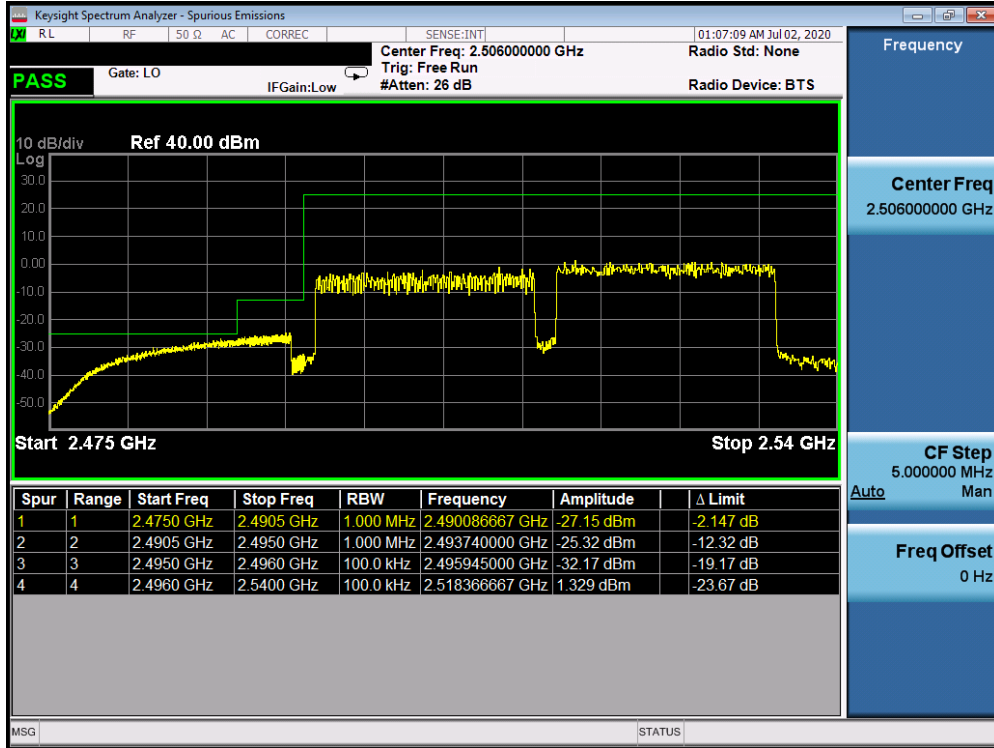 Keysight Spectrum Analyzer - Spurious Emissions
LXI RL RF 50 Ω AC CORREC SENSE:INT 01:07:09 AM Jul 02, 2020
Center Freq: 2.506000000 GHz Radio Std: None
PASS Gate: LO Trig: Free Run
IFGain:Low #Atten: 26 dB Radio Device: BTS
10 dB/div Ref 40.00 dBm
Log
30.0
20.0
10.0
0.00
-10.0
-20.0
-30.0
-40.0
-50.0
Start 2.475 GHz Stop 2.54 GHz
Spur Range Start Freq Stop Freq RBW Frequency Amplitude Δ Limit
1 1 2.4750 GHz 2.4905 GHz 1.000 MHz 2.490086667 GHz -27.15 dBm -2.147 dB
2 2 2.4905 GHz 2.4950 GHz 1.000 MHz 2.493740000 GHz -25.32 dBm -12.32 dB
3 3 2.4950 GHz 2.4960 GHz 100.0 kHz 2.495945000 GHz -32.17 dBm -19.17 dB
4 4 2.4960 GHz 2.5400 GHz 100.0 kHz 2.518366667 GHz 1.329 dBm -23.67 dB
MSG STATUS
Frequency
Center Freq
2.506000000 GHz
CF Step
5.000000 MHz
Auto Man
Freq Offset
0 Hz